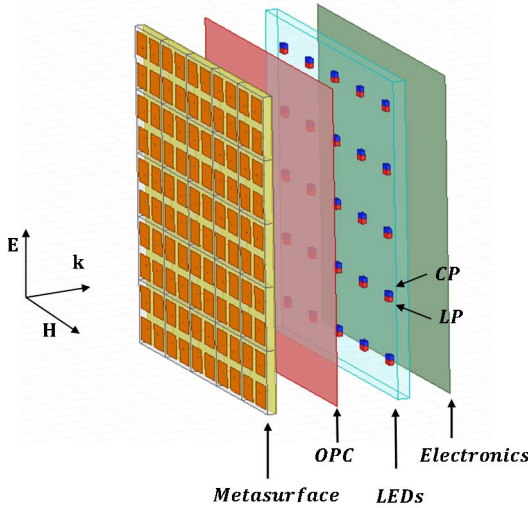 E
k
H
CP
LP
OPC
Electronics
Metasurface
LEDs